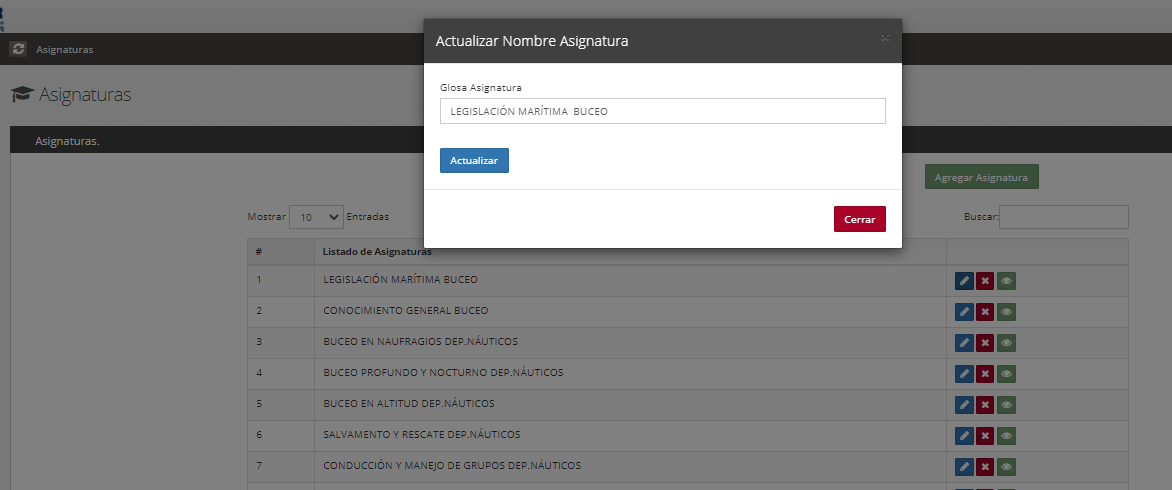 Actualizar Nombre Asignatura
Asignaturas
Glosa Asignatura
Asignaturas
LEGISLACIÓN MARÍTIMA  BUCEO
Asignaturas.
Actualizar
Agregar Asignatura
Mostrar 10 Entradas
Buscar:
Cerrar
# Listado de Asignaturas
1 LEGISLACIÓN MARÍTIMA BUCEO
2 CONOCIMIENTO GENERAL BUCEO
3 BUCEO EN NAUFRAGIOS DEP.NÁUTICOS
4 BUCEO PROFUNDO Y NOCTURNO DEP.NÁUTICOS
5 BUCEO EN ALTITUD DEP.NÁUTICOS
6 SALVAMENTO Y RESCATE DEP.NÁUTICOS
7 CONDUCCIÓN Y MANEJO DE GRUPOS DEP.NÁUTICOS